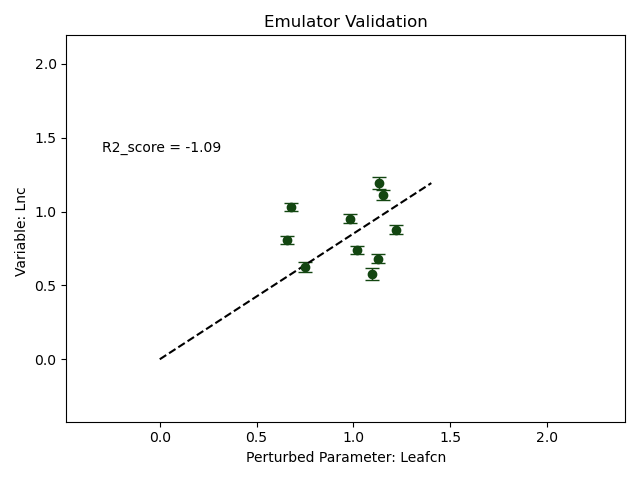 Emulator Validation
2.0
1.5
1.0
0.5
0.0
Variable: Lnc
R2_score = -1.09
0.0 0.5 1.0 1.5 2.0
Perturbed Parameter: Leafcn